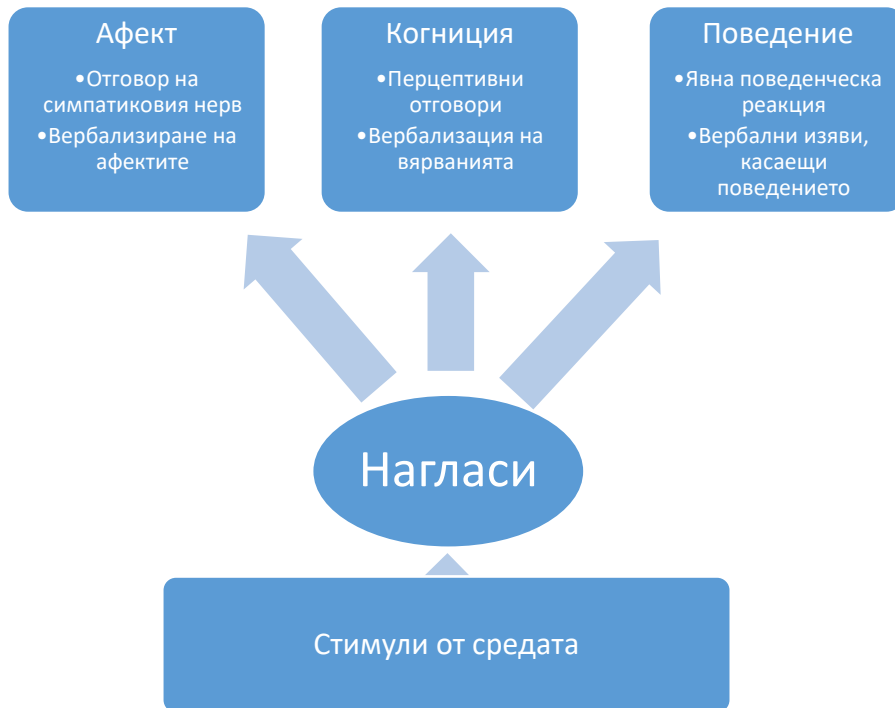 Афект
•Отговор на
симпатиковия нерв
•Вербализиране на
афектите
Когниция
•Перцептивни
отговори
•Вербализация на
вярванията
Поведение
•Явна поведенческа
реакция
•Вербални изяви,
касаещи
поведението
Нагласи
Стимули от средата